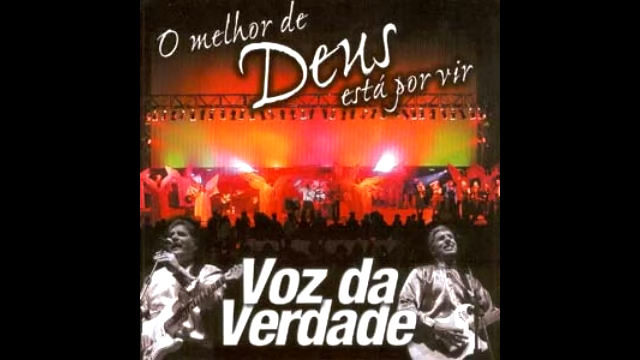 O melhor de
Deus
está por vir
Voz da
Verdade